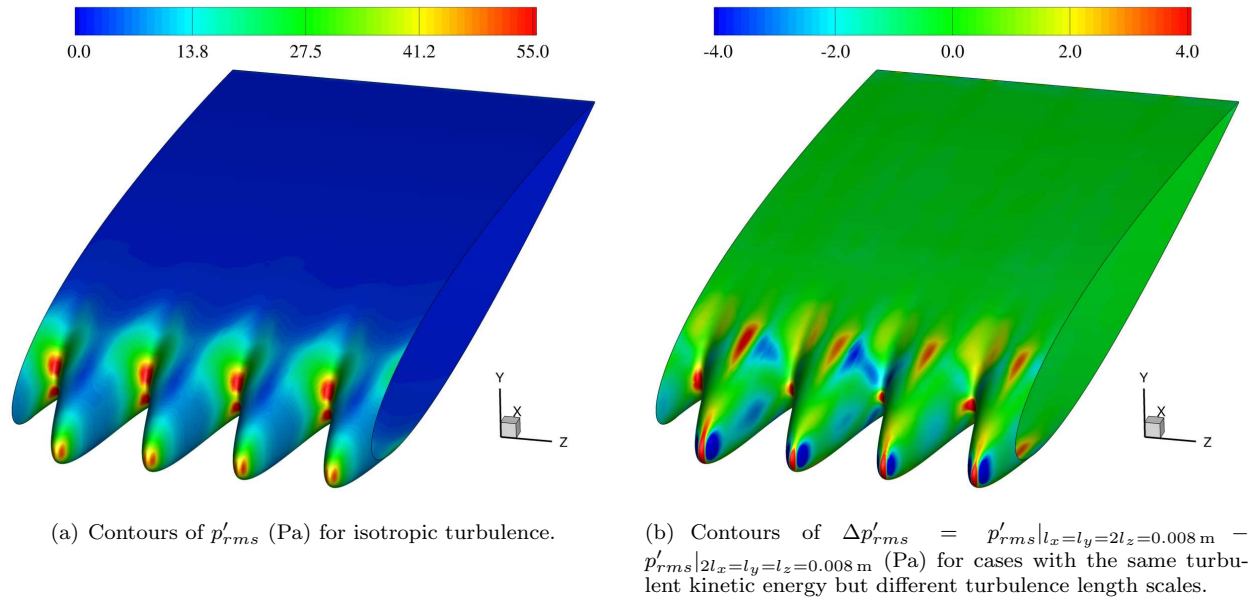 0.0 13.8 27.5 41.2 55.0
-4.0 -2.0 0.0 2.0 4.0
Y
X
Z
Y
X
Z
(a) Contours of p′rms (Pa) for isotropic turbulence.
(b) Contours of Δp′rms = p′rms|lx=ly=2lz=0.008 m −
p′rms|2lx=ly=lz=0.008 m (Pa) for cases with the same turbu-
lent kinetic energy but different turbulence length scales.